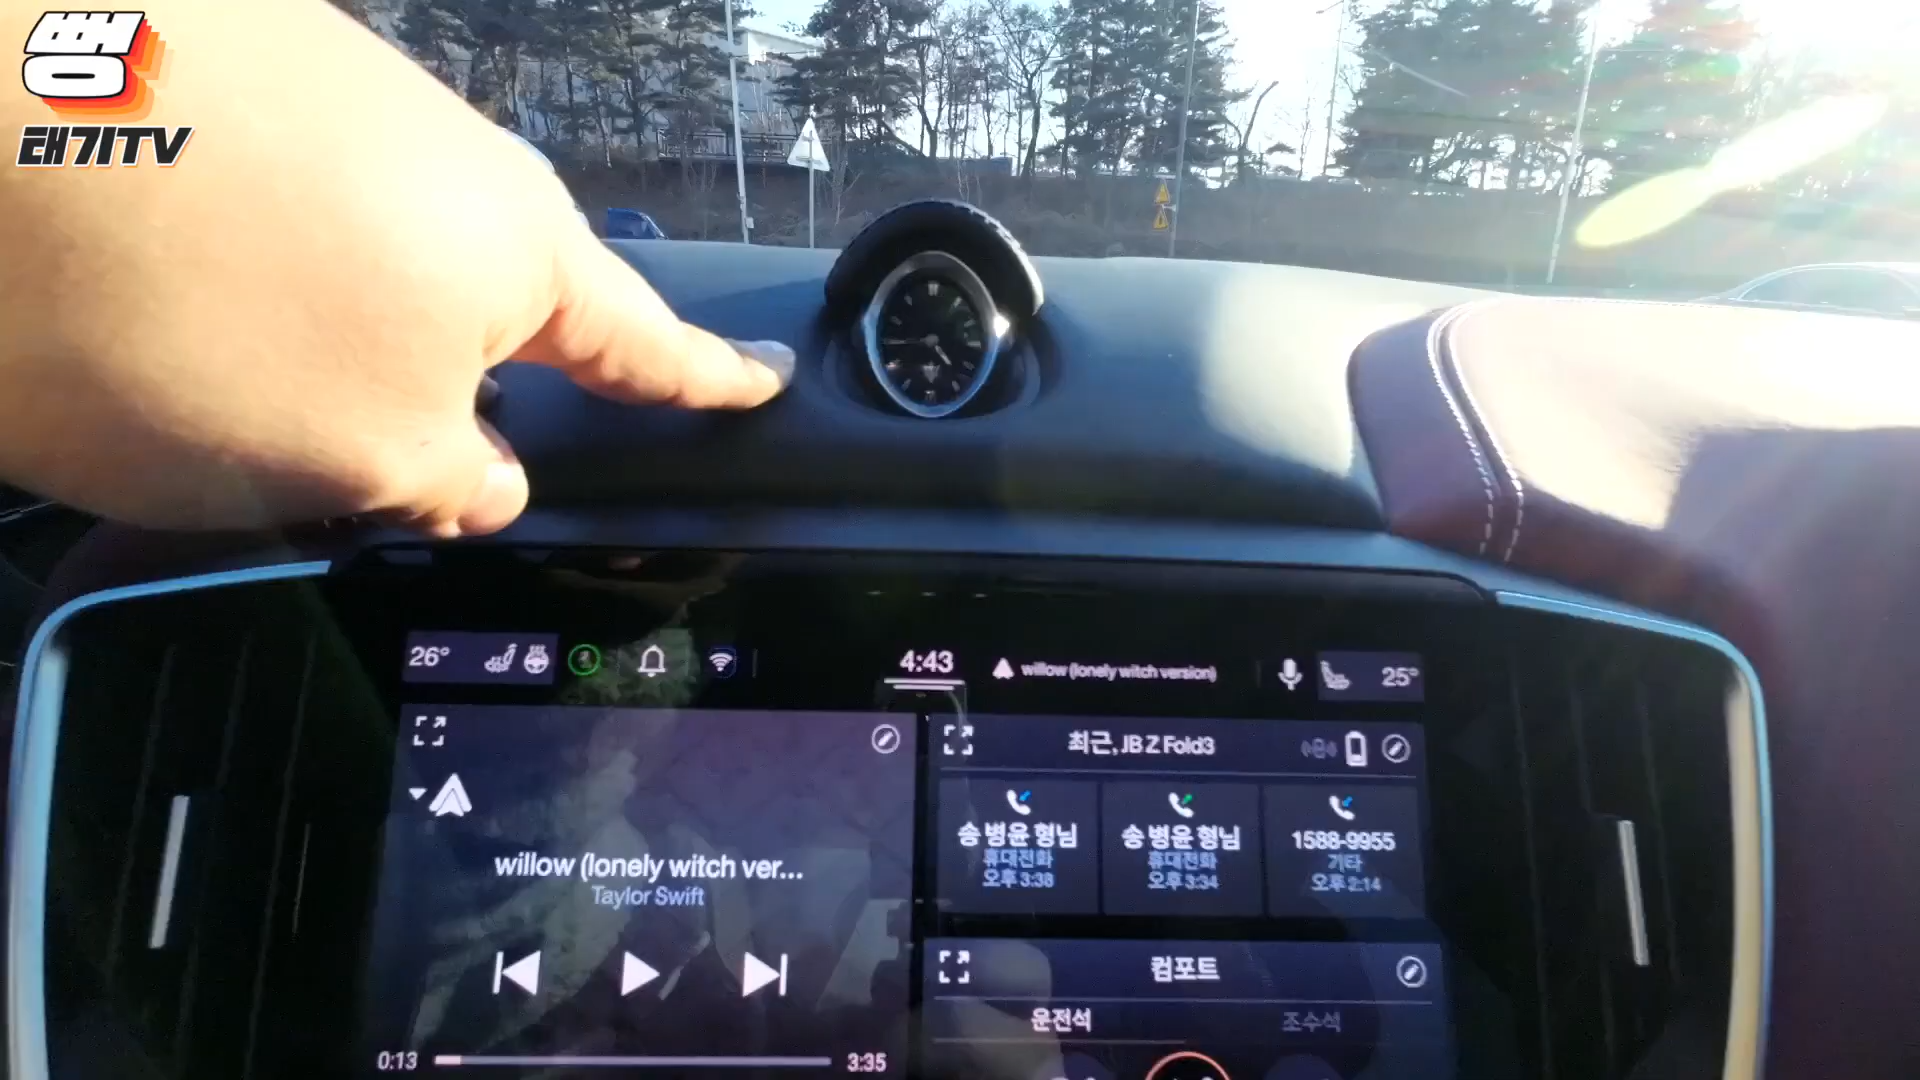 뻥
태기TV
26°
4:43
willow (lonely witch version)
25°
최근, JB Z Fold3
송 병윤 형님
휴대전화
오후 3:38
송 병윤 형님
휴대전화
오후 3:34
1588-9955
기타
오후 2:14
willow (lonely witch ver...
Taylor Swift
0:13
3:35
컴포트
운전석
조수석